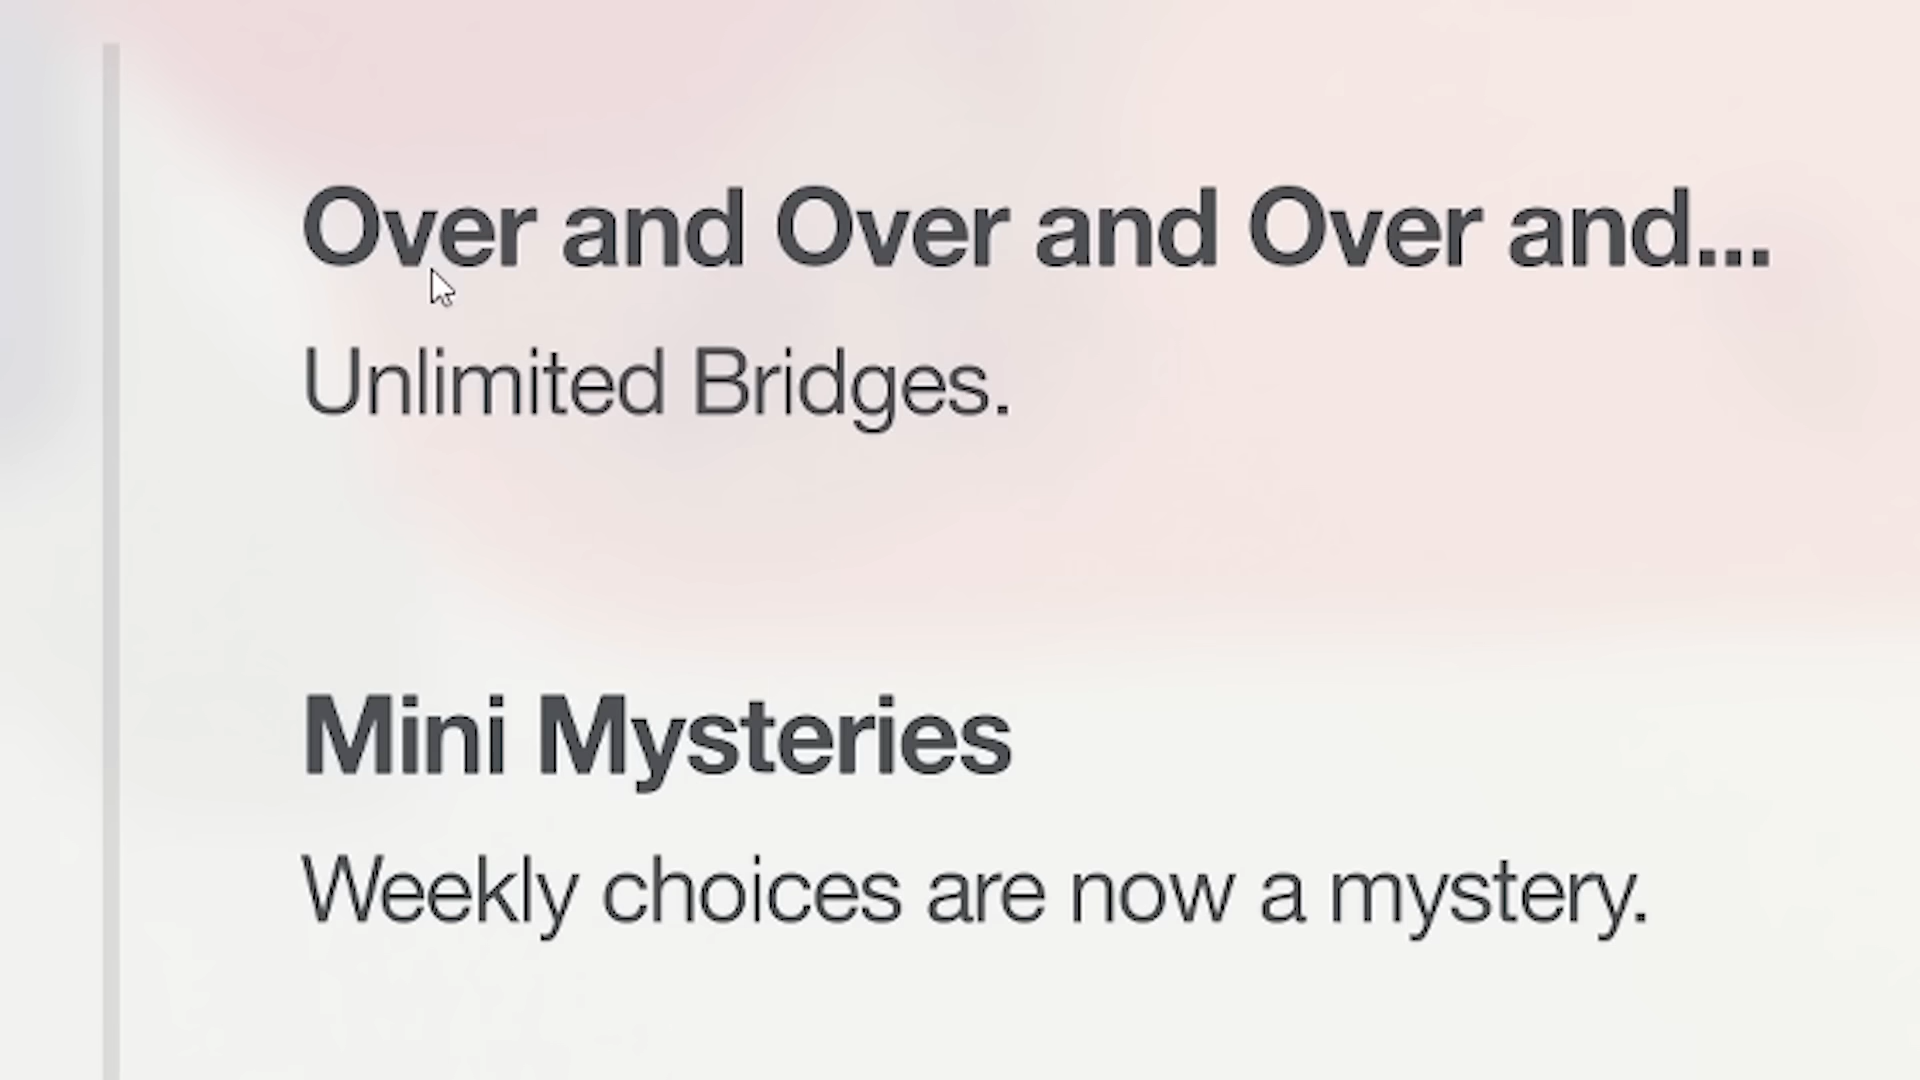 Over and Over and Over and...
Unlimited Bridges.
Mini Mysteries
Weekly choices are now a mystery.